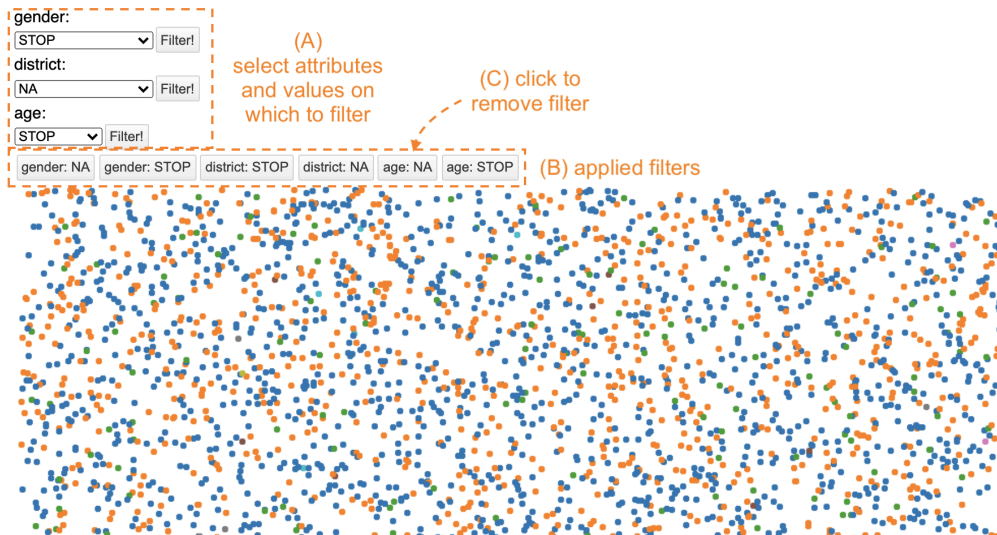 gender:
STOP Filter!
district:
NA Filter!
age:
STOP Filter!
(A)
select attributes
and values on
which to filter
(C) click to
remove filter
gender: NA gender: STOP district: STOP district: NA age: NA age: STOP
(B) applied filters